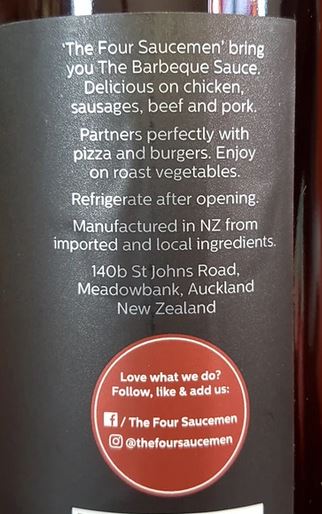 'The Four Saucemen' bring
you The Barbeque Sauce.
Delicious on chicken,
sausages, beef and pork.
Partners perfectly with
pizza and burgers. Enjoy
on roast vegetables.
Refrigerate after opening.
Manufactured in NZ from
imported and local ingredients.
140b St Johns Road,
Meadowbank, Auckland
New Zealand
Love what we do?
Follow, like & add us:
f / The Four Saucemen
@thefoursaucemen